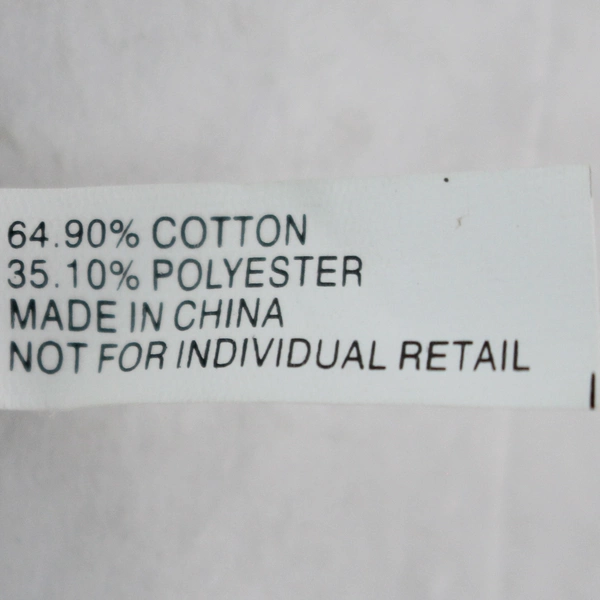 64.90% COTTON
35.10% POLYESTER
MADE IN CHINA
NOT FOR INDIVIDUAL RETAIL